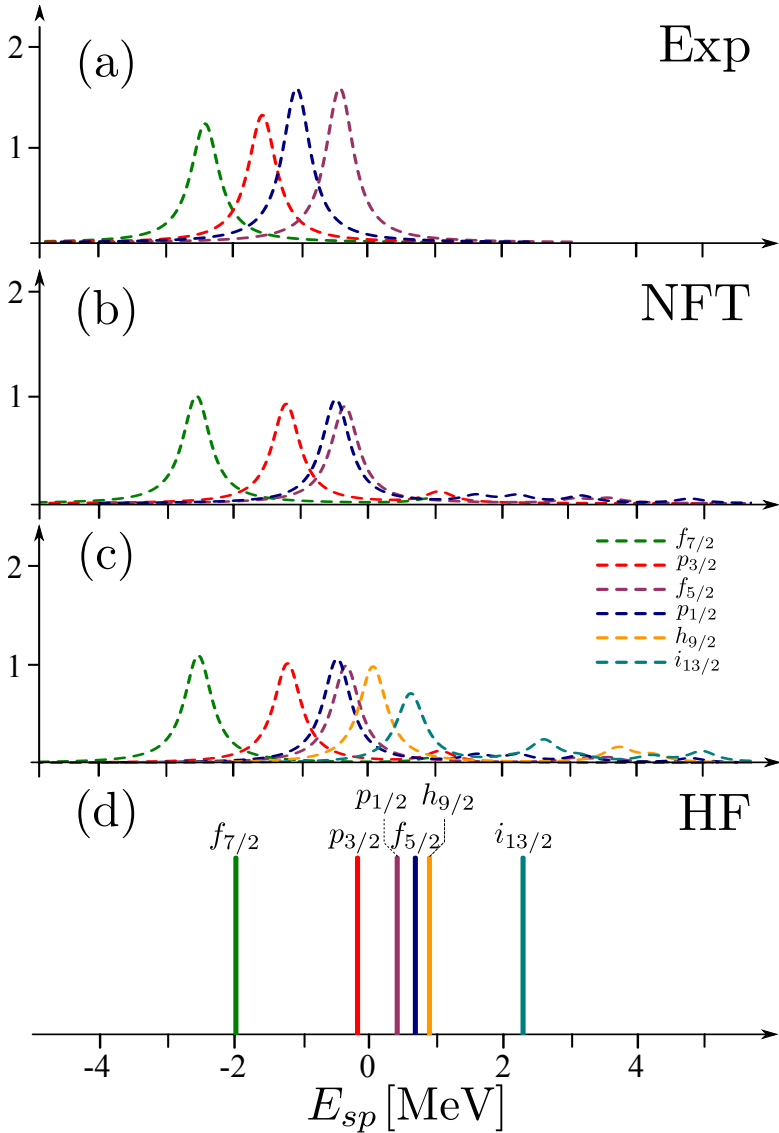 2
(a)
Exp
1
2
(b)
NFT
1
(c)
2
f7/2
p3/2
f5/2
p1/2
h9/2
i13/2
1
(d)
p1/2 h9/2
HF
f7/2 p3/2 f5/2 i13/2
-4 -2 0 2 4
Esp [MeV]